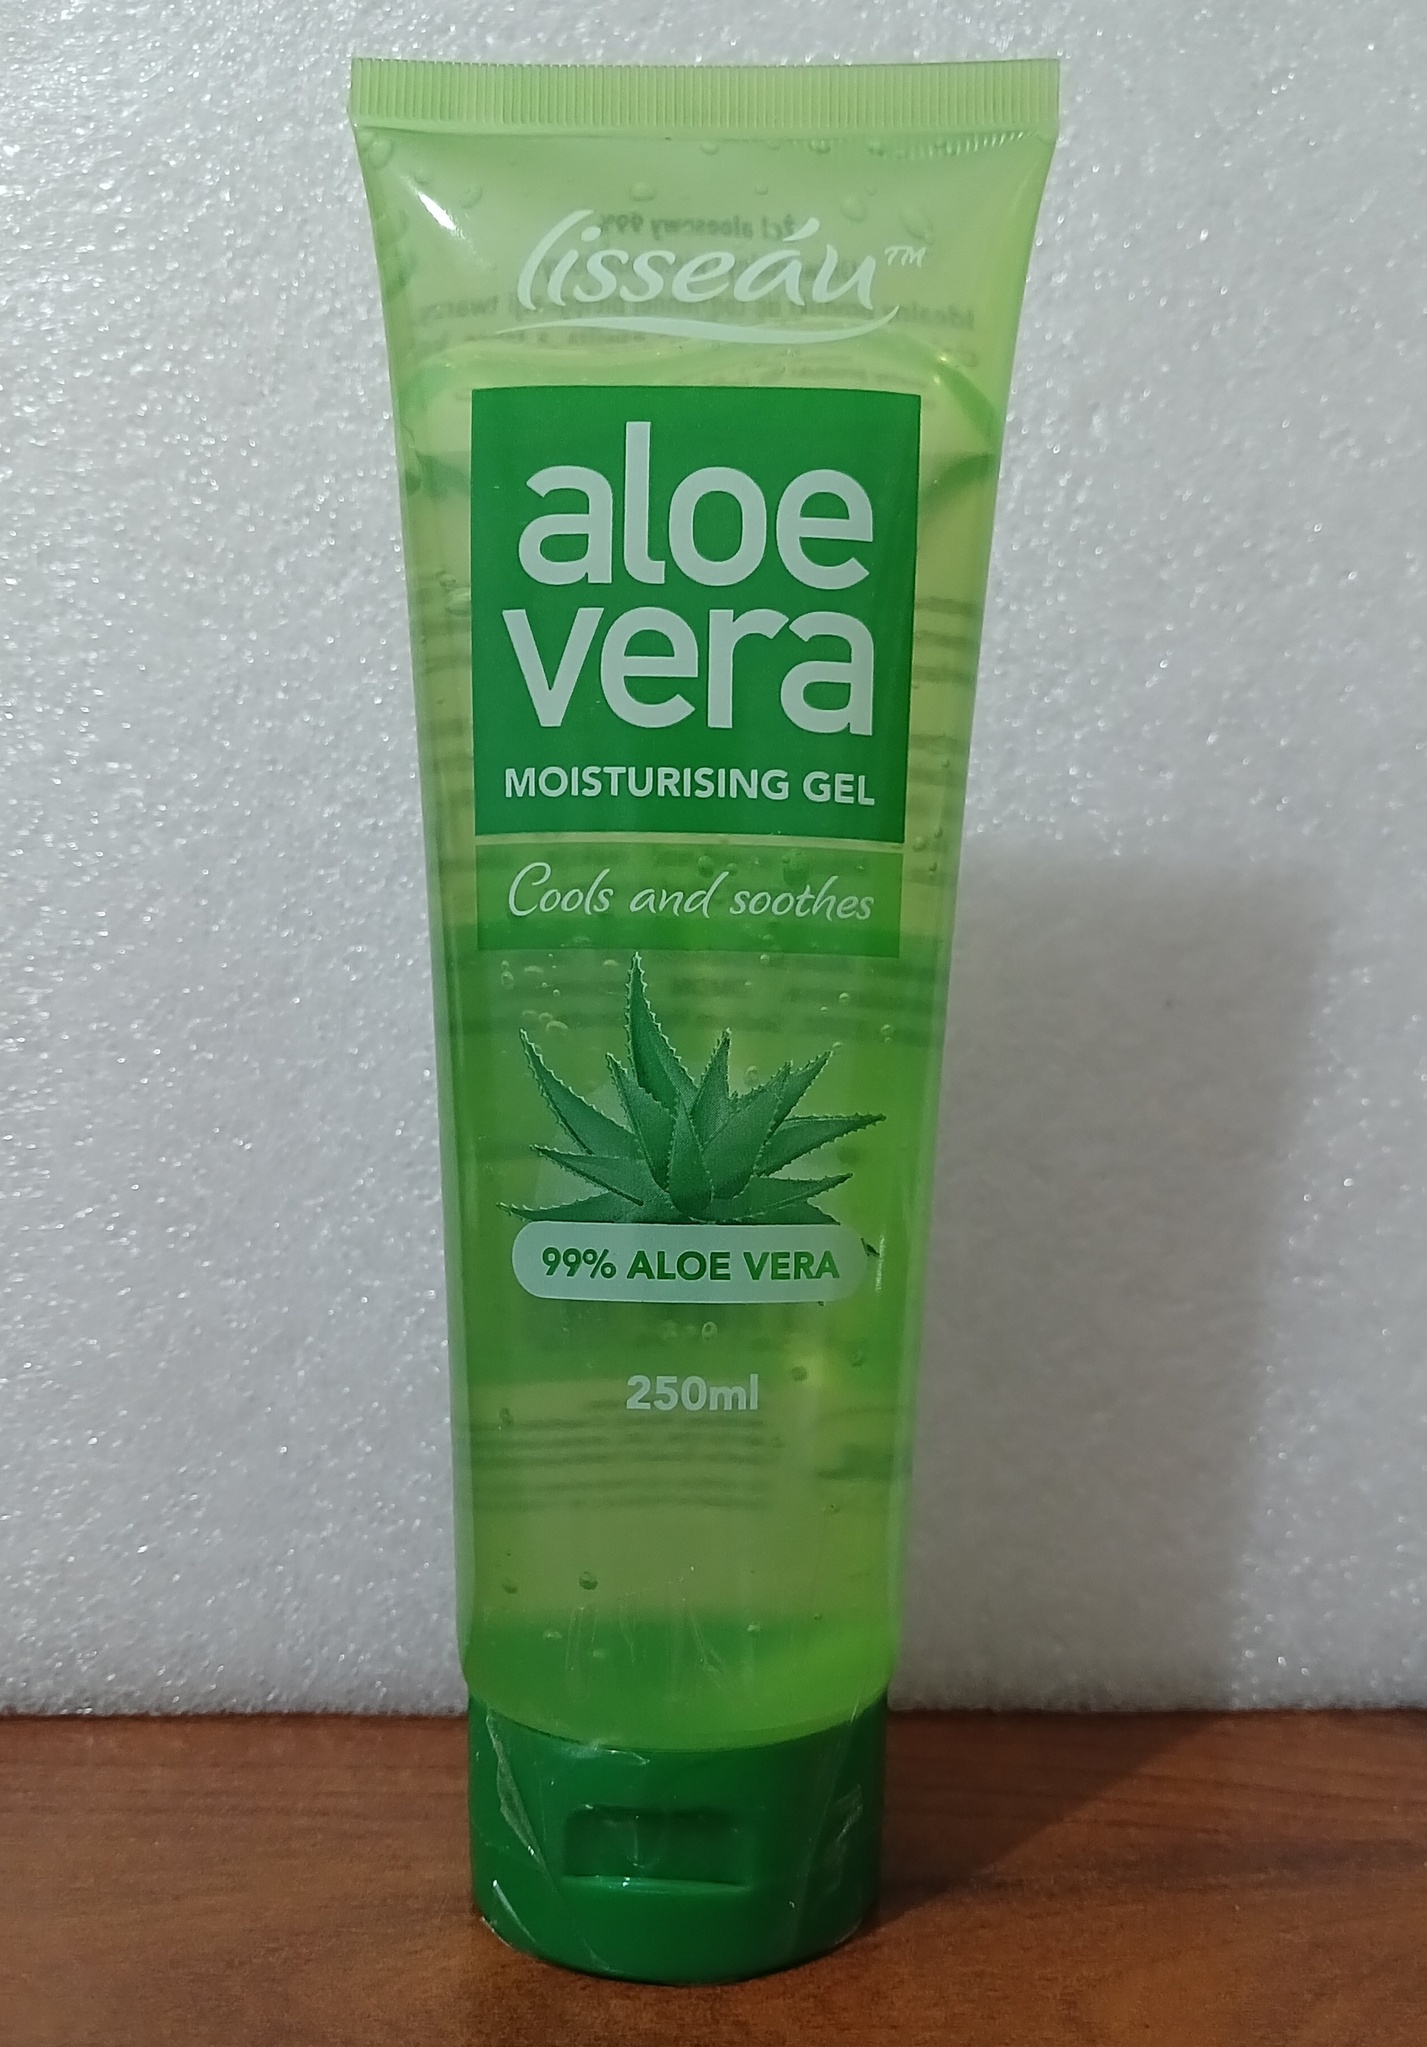 lisseáu™
aloe
vera
MOISTURISING GEL
Cools and soothes
99% ALOE VERA
250ml